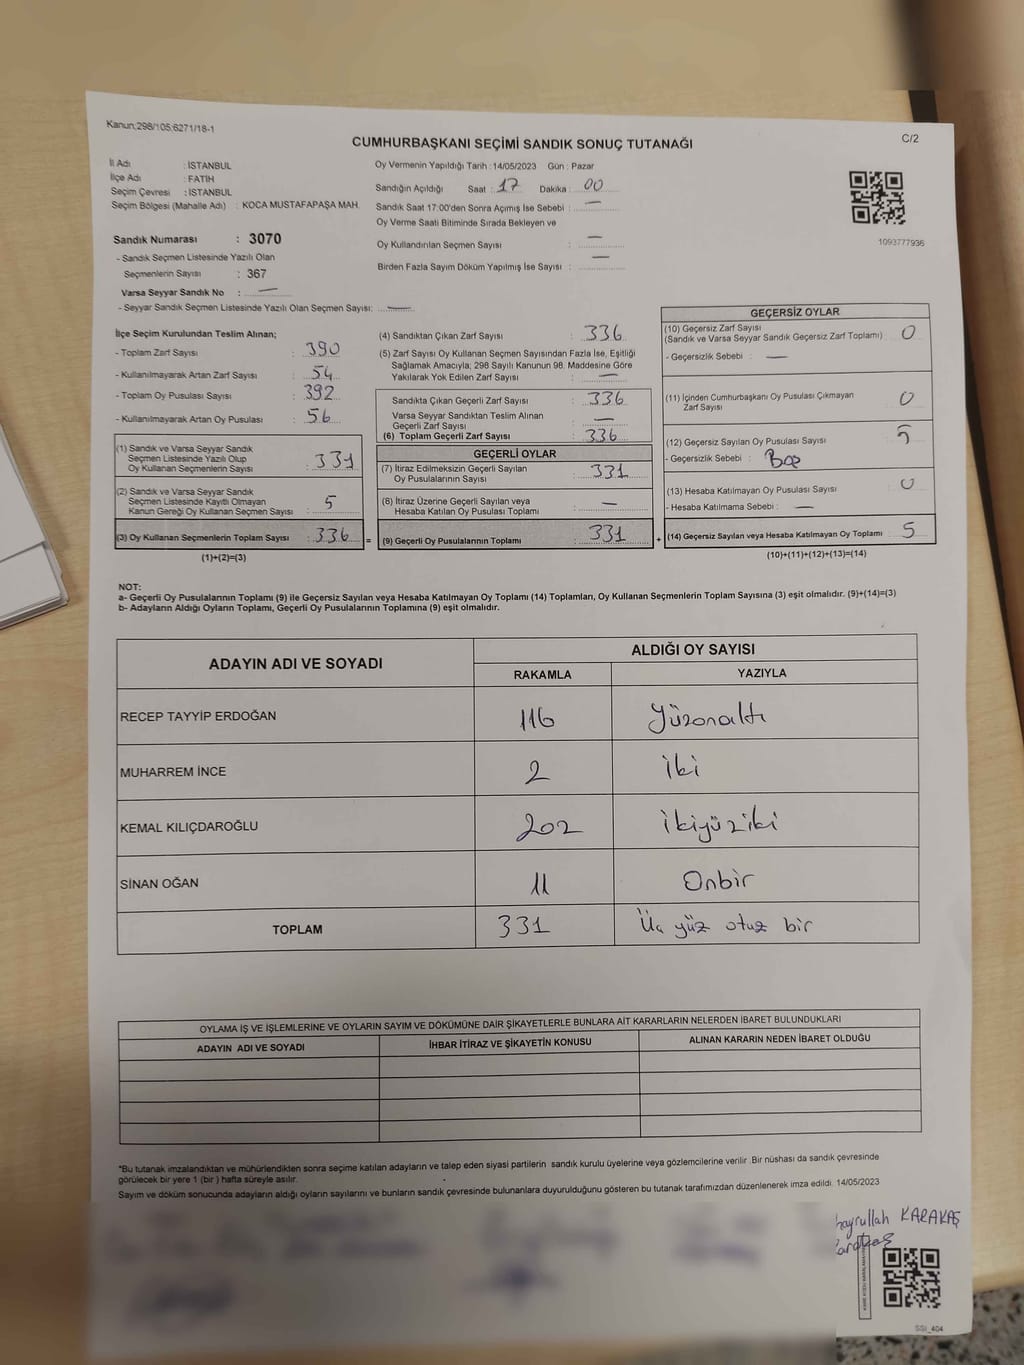 Kanun;298/105;6271/18-1
C/2
CUMHURBAŞKANI SEÇİMİ SANDIK SONUÇ TUTANAĞI
İl Adı : İSTANBUL
İlçe Adı : FATİH
Seçim Çevresi : İSTANBUL
Seçim Bölgesi (Mahalle Adı) : KOCA MUSTAFAPAŞA MAH.
Sandık Numarası : 3070
- Sandık Seçmen Listesinde Yazılı Olan
Seçmenlerin Sayısı : 367
Varsa Seyyar Sandık No : —
- Seyyar Sandık Seçmen Listesinde Yazılı Olan Seçmen Sayısı: —
Oy Vermenin Yapıldığı Tarih : 14/05/2023 Gün : Pazar
Sandığın Açıldığı Saat : 17 Dakika : 00
Sandık Saat 17:00'den Sonra Açımış İse Sebebi : —
Oy Verme Saati Bitiminde Sırada Bekleyen ve
Oy Kullandırılan Seçmen Sayısı : —
Birden Fazla Sayım Döküm Yapılmış İse Sayısı : —
1093777936
İlçe Seçim Kurulundan Teslim Alınan;
- Toplam Zarf Sayısı : 390
- Kullanılmayarak Artan Zarf Sayısı : 54
- Toplam Oy Pusulası Sayısı : 392
- Kullanılmayarak Artan Oy Pusulası : 56
(1) Sandık ve Varsa Seyyar Sandık
Seçmen Listesinde Yazılı Olup
Oy Kullanan Seçmenlerin Sayısı : 331
(2) Sandık ve Varsa Seyyar Sandık
Seçmen Listesinde Kayıtlı Olmayan
Kanun Gereği Oy Kullanan Seçmen Sayısı : 5
(3) Oy Kullanan Seçmenlerin Toplam Sayısı : 336 =
(1)+(2)=(3)
(4) Sandıktan Çıkan Zarf Sayısı : 336
(5) Zarf Sayısı Oy Kullanan Seçmen Sayısından Fazla İse, Eşitliği
Sağlamak Amacıyla; 298 Sayılı Kanunun 98. Maddesine Göre
Yakılarak Yok Edilen Zarf Sayısı : —
Sandıkta Çıkan Geçerli Zarf Sayısı : 336
Varsa Seyyar Sandıktan Teslim Alınan
Geçerli Zarf Sayısı : —
(6) Toplam Geçerli Zarf Sayısı : 336
GEÇERLİ OYLAR
(7) İtiraz Edilmeksizin Geçerli Sayılan
Oy Pusulalarının Sayısı : 331
(8) İtiraz Üzerine Geçerli Sayılan veya
Hesaba Katılan Oy Pusulası Toplamı : —
(9) Geçerli Oy Pusulalarının Toplamı : 331 +
GEÇERSİZ OYLAR
(10) Geçersiz Zarf Sayısı
(Sandık ve Varsa Seyyar Sandık Geçersiz Zarf Toplamı) : 0
- Geçersizlik Sebebi : —
(11) İçinden Cumhurbaşkanı Oy Pusulası Çıkmayan
Zarf Sayısı : 0
(12) Geçersiz Sayılan Oy Pusulası Sayısı : 5
- Geçersizlik Sebebi : Boş
(13) Hesaba Katılmayan Oy Pusulası Sayısı : 0
- Hesaba Katılmama Sebebi : —
(14) Geçersiz Sayılan veya Hesaba Katılmayan Oy Toplamı : 5
(10)+(11)+(12)+(13)=(14)
NOT:
a- Geçerli Oy Pusulalarının Toplamı (9) ile Geçersiz Sayılan veya Hesaba Katılmayan Oy Toplamı (14) Toplamları, Oy Kullanan Seçmenlerin Toplam Sayısına (3) eşit olmalıdır. (9)+(14)=(3)
b- Adayların Aldığı Oyların Toplamı, Geçerli Oy Pusulalarının Toplamına (9) eşit olmalıdır.
ADAYIN ADI VE SOYADI ALDIĞI OY SAYISI
RAKAMLA YAZIYLA
RECEP TAYYİP ERDOĞAN 116 Yüzonaltı
MUHARREM İNCE 2 İki
KEMAL KILIÇDAROĞLU 202 İkiyüziki
SİNAN OĞAN 11 Onbir
TOPLAM 331 Üç yüz otuz bir
OYLAMA İŞ VE İŞLEMLERİNE VE OYLARIN SAYIM VE DÖKÜMÜNE DAİR ŞİKAYETLERLE BUNLARA AİT KARARLARIN NELERDEN İBARET BULUNDUKLARI
ADAYIN ADI VE SOYADI İHBAR İTİRAZ VE ŞİKAYETİN KONUSU ALINAN KARARIN NEDEN İBARET OLDUĞU
*Bu tutanak imzalandıktan ve mühürlendikten sonra seçime katılan adayların ve talep eden siyasi partilerin sandık kurulu üyelerine veya gözlemcilerine verilir .Bir nüshası da sandık çevresinde
görülecek bir yere 1 (bir ) hafta süreyle asılır.
Sayım ve döküm sonucunda adayların aldığı oyların sayılarını ve bunların sandık çevresinde bulunanlara duyurulduğunu gösteren bu tutanak tarafımızdan düzenlenerek imza edildi. 14/05/2023
hayrullah KARAKAŞ
SSI_404